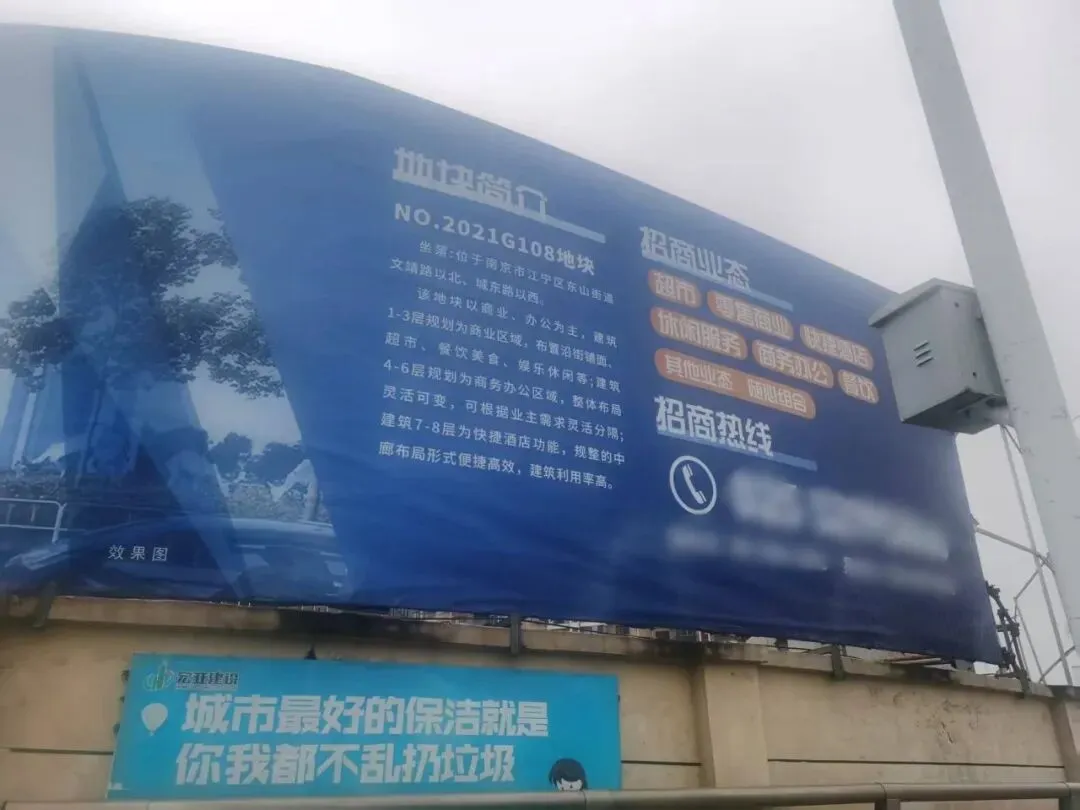 地块简介
NO.2021G108地块
坐落:位于南京市江宁区东山街道
文靖路以北、城东路以西。
该地块以商业、办公为主,建筑
1-3层规划为商业区域,布置沿街铺面、
超市、餐饮美食、娱乐休闲等;建筑
4-6层规划为商务办公区域,整体布局
灵活可变,可根据业主需求灵活分隔;
建筑7-8层为快捷酒店功能,规整的中
廊布局形式便捷高效,建筑利用率高。
招商业态
超市 零售商业 快捷酒店
休闲服务 商务办公 餐饮
其他业态 随心组合
招商热线
效果图
宏亚建设
城市最好的保洁就是
你我都不乱扔垃圾